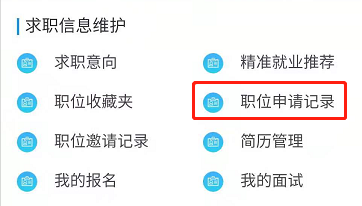 求职信息维护
求职意向 精准就业推荐
职位收藏夹 职位申请记录
职位邀请记录 简历管理
我的报名 我的面试